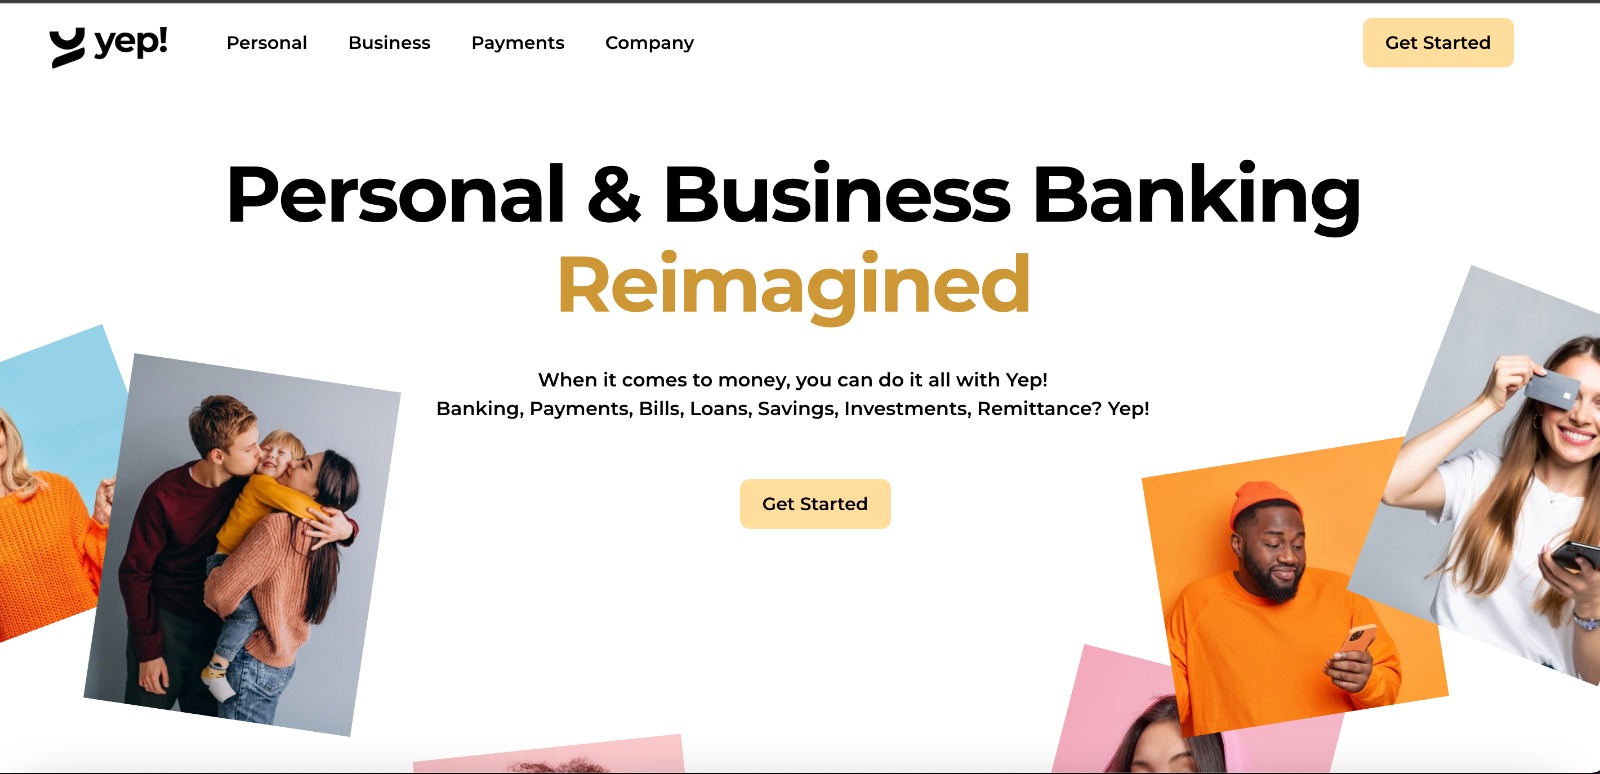 yep!
Personal
Business
Payments
Company
Get Started
Personal & Business Banking
Reimagined
When it comes to money, you can do it all with Yep!
Banking, Payments, Bills, Loans, Savings, Investments, Remittance? Yep!
Get Started